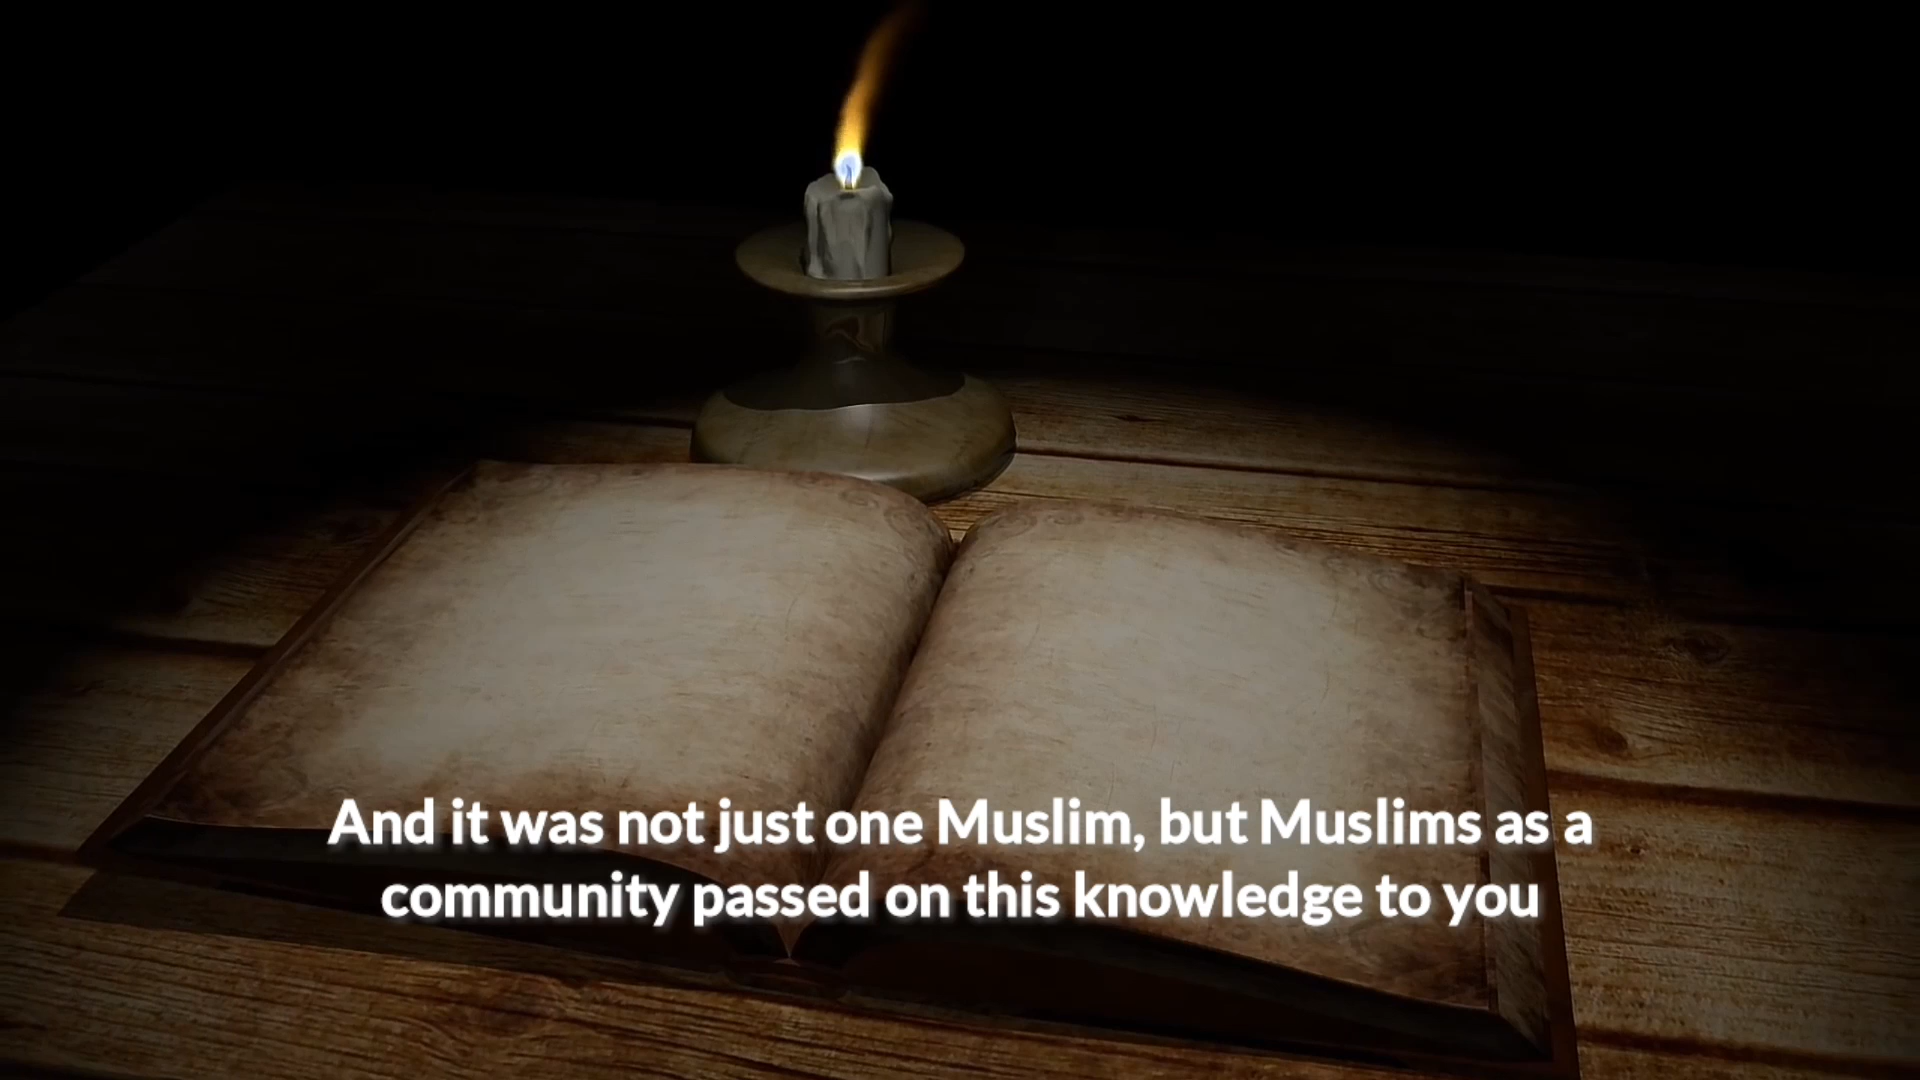 And it was not just one Muslim, but Muslims as a
community passed on this knowledge to you